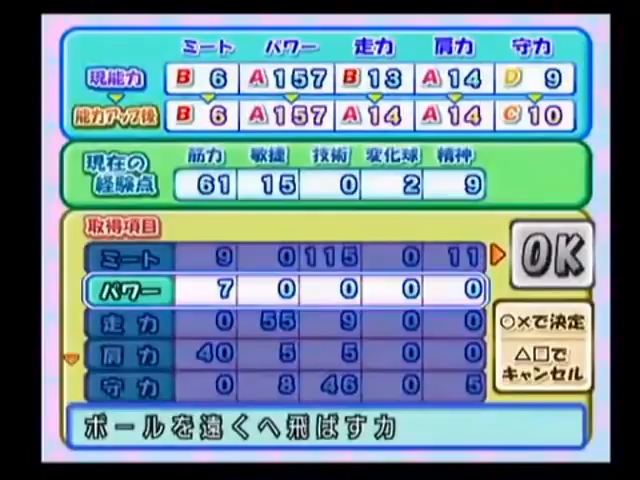 ミート パワー 走力 肩力 守力
現能力 B 6 A 157 B 13 A 14 D 9
能力アップ後 B 6 A 157 A 14 A 14 C 10
筋力 敏捷 技術 変化球 精神
現在の
経験点
61 15 0 2 9
取得項目
ミート 9 0 115 0 11
OK
パワー 7 0 0 0 0
走力 0 55 9 0 0
○×で決定
肩力 40 5 5 0 0
△□で
キャンセル
守力 0 8 46 0 5
ボールを遠くへ飛ばす力